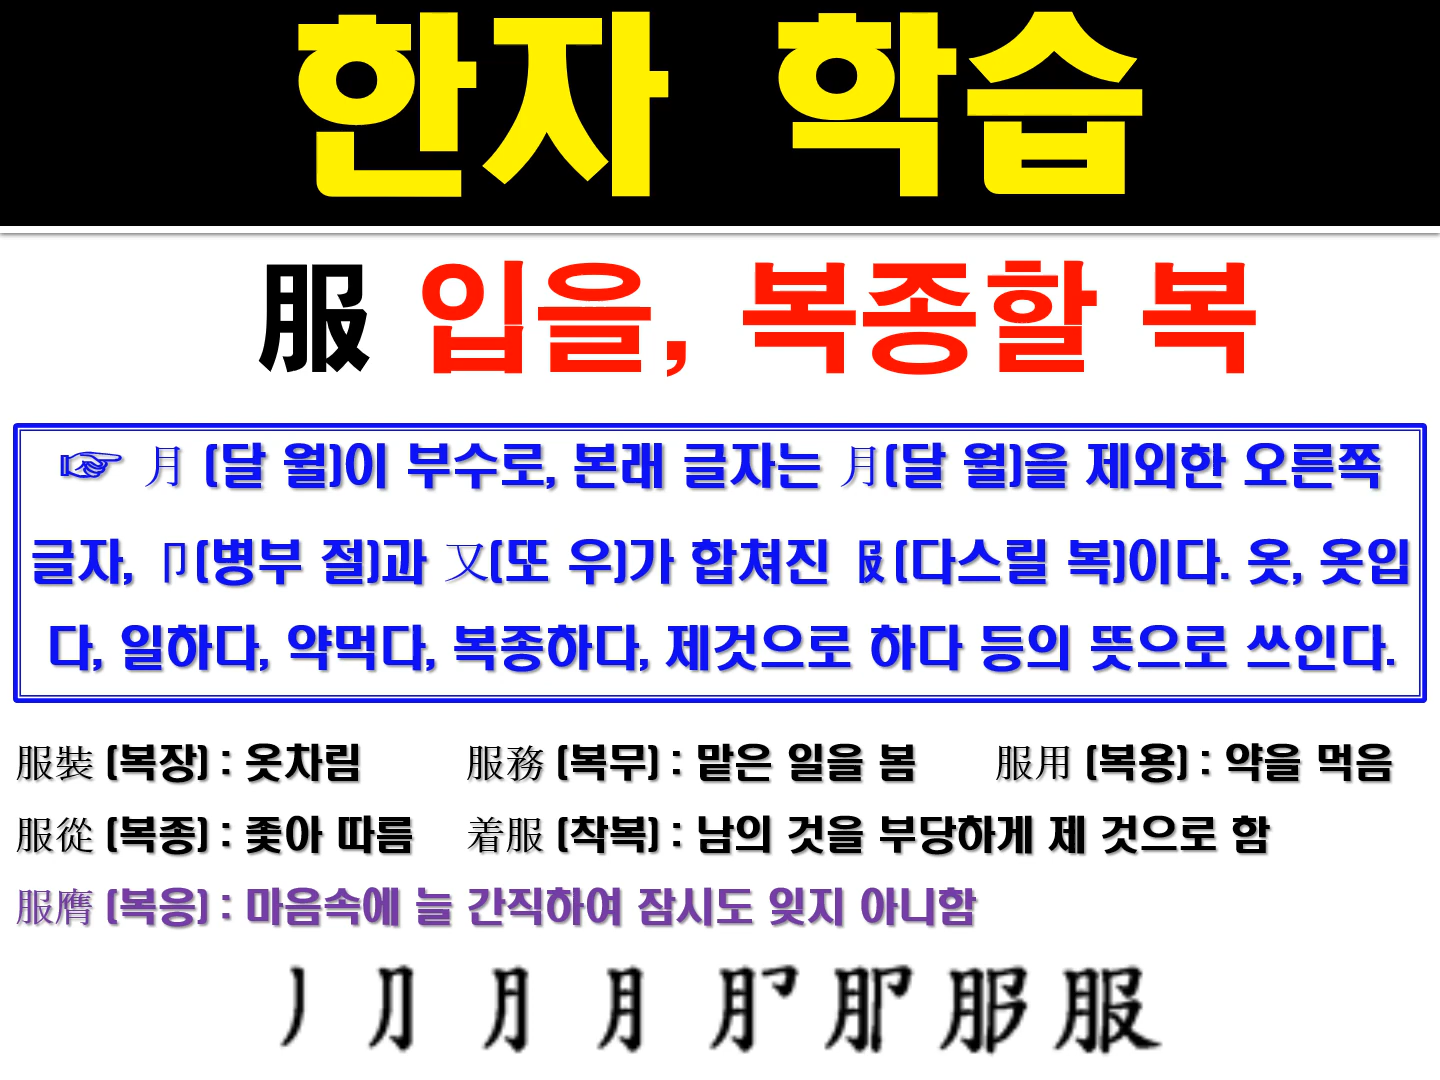 한자 학습
服 입을, 복종할 복
☞ 月 (달 월)이 부수로, 본래 글자는 月(달 월)을 제외한 오른쪽
글자, 卩(병부 절)과 又(또 우)가 합쳐진 𠬝(다스릴 복)이다. 옷, 옷입
다, 일하다, 약먹다, 복종하다, 제것으로 하다 등의 뜻으로 쓰인다.
服裝 (복장) : 옷차림 服務 (복무) : 맡은 일을 봄 服用 (복용) : 약을 먹음
服從 (복종) : 좇아 따름 着服 (착복) : 남의 것을 부당하게 제 것으로 함
服膺 (복응) : 마음속에 늘 간직하여 잠시도 잊지 아니함
服